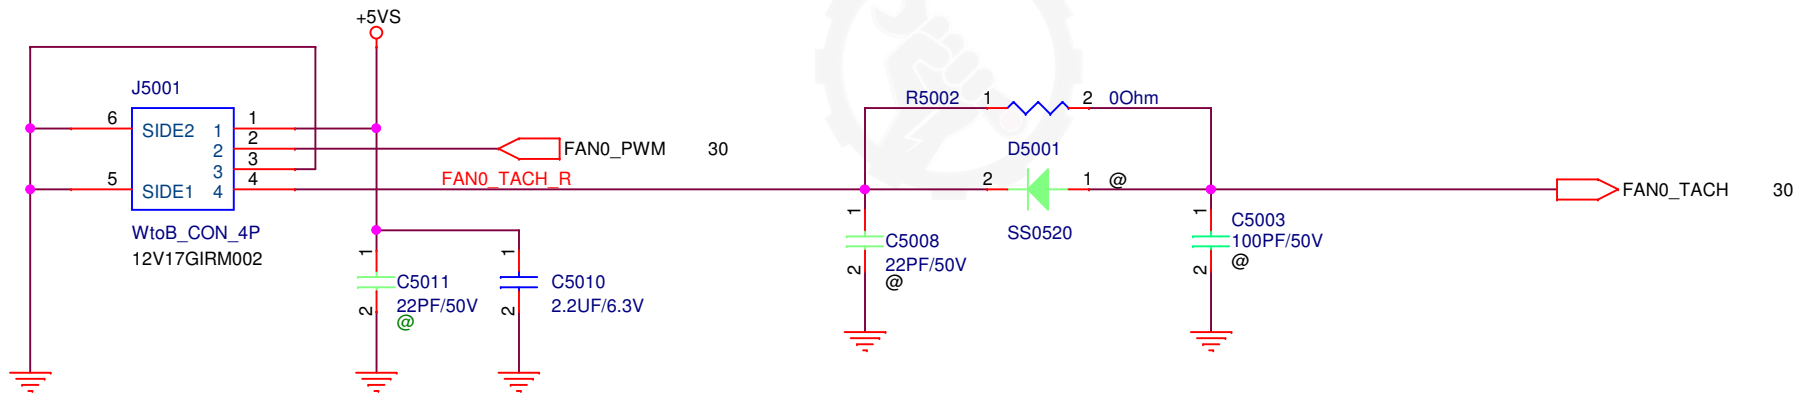 +5VS
J5001
6
SIDE2
1
1
2
2
3
3
5
SIDE1
4
4
WtoB_CON_4P
12V17GIRM002
FAN0_PWM 30
FAN0_TACH_R
1
C5011
22PF/50V
@
2
1
C5010
2.2UF/6.3V
2
R5002 1 2 0Ohm
D5001
2 1 @
SS0520
1
C5008
22PF/50V
@
2
1
C5003
100PF/50V
@
2
FAN0_TACH 30